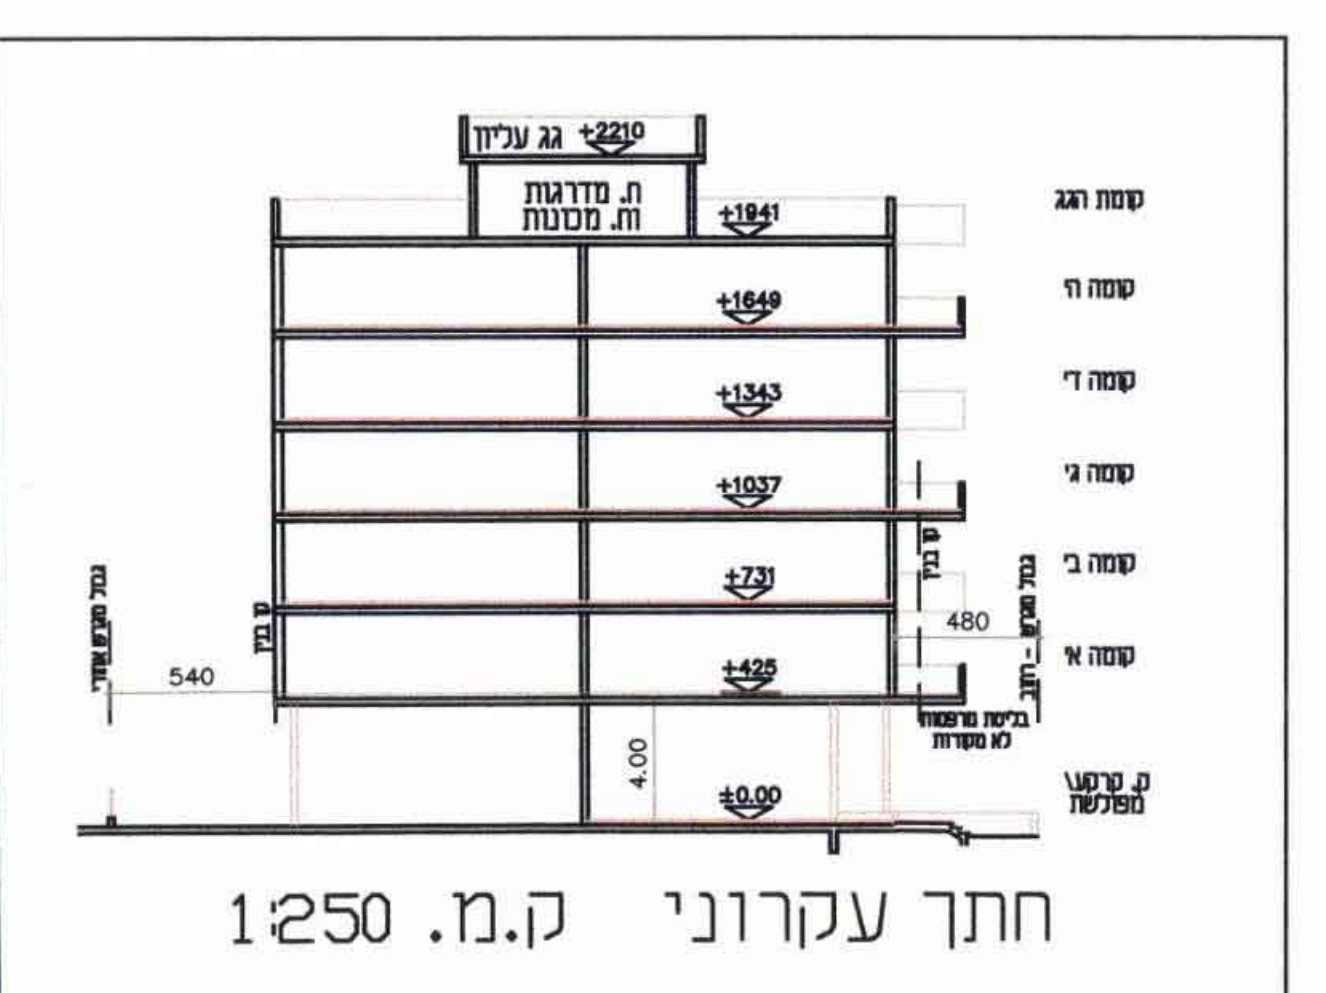 גג עליון +2210
ח. מדרגות
וח. מכונות
+1941
קומת הגג
+1649
קומה ה'
+1343
קומה ד'
+1037
קומה ג'
קו בנין
+731
קומה ב'
גבול מגרש אחורי
קו בנין
480
גבול מגרש - רחוב
+425
קומה א'
540
בליטת מרפסות
לא מקורות
4.00
±0.00
ק. קרקע\
מפולשת
חתך עקרוני ק.מ. 1:250